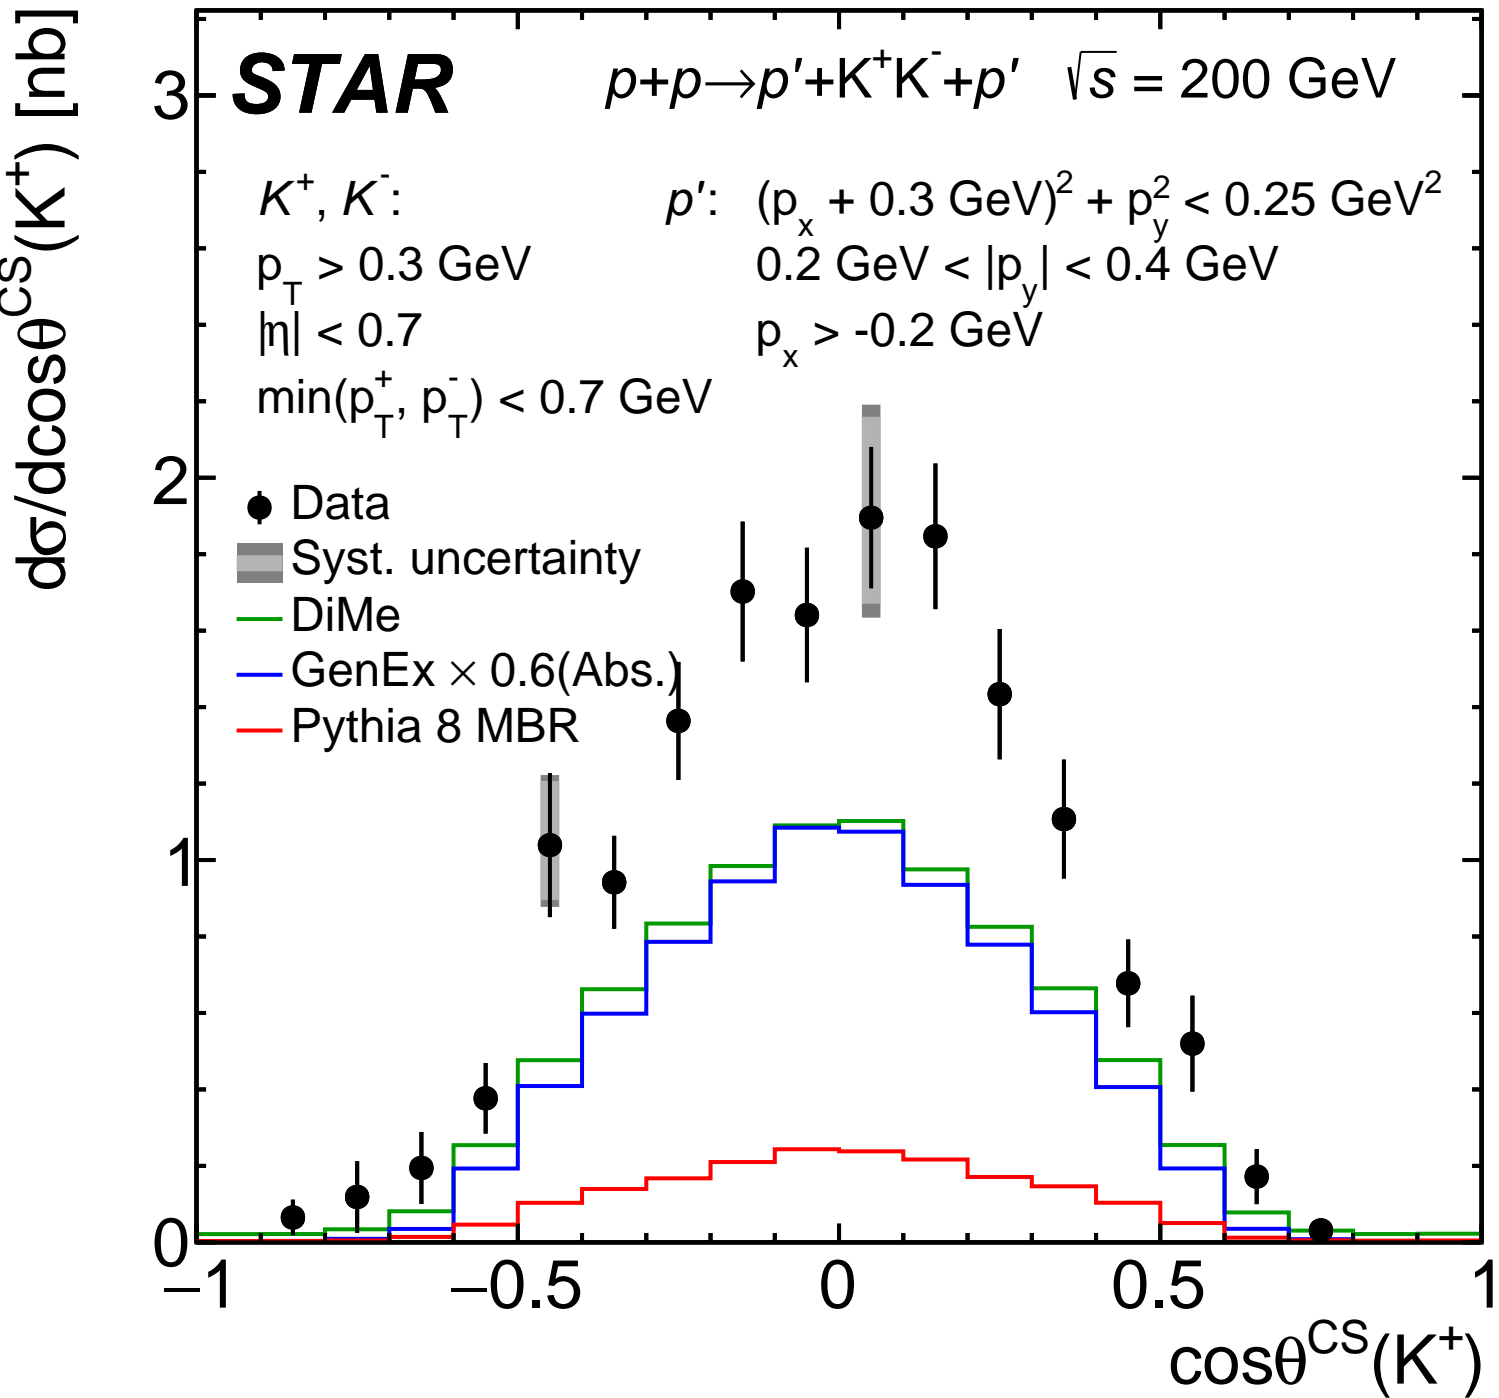 dσ/dcosθ^CS(K⁺) [nb]
STAR p+p→p′+K⁺K⁻+p′ √s = 200 GeV
K⁺, K⁻: p′: (p_x + 0.3 GeV)² + p_y² < 0.25 GeV²
p_T > 0.3 GeV 0.2 GeV < |p_y| < 0.4 GeV
|η| < 0.7 p_x > -0.2 GeV
min(p_T⁺, p_T⁻) < 0.7 GeV
Data
Syst. uncertainty
DiMe
GenEx × 0.6(Abs.)
Pythia 8 MBR
3
2
1
0
−1 −0.5 0 0.5 1
cosθ^CS(K⁺)